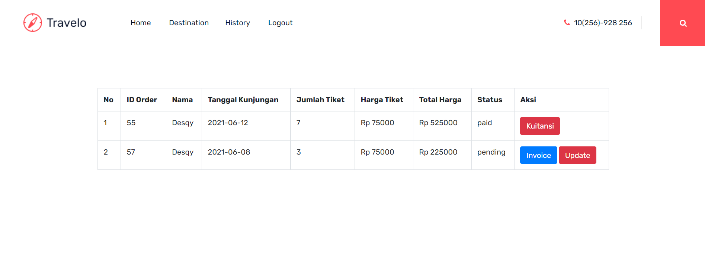 Travelo Home Destination History Logout 10(256)-928 256
No ID Order Nama Tanggal Kunjungan Jumlah Tiket Harga Tiket Total Harga Status Aksi
1 55 Desqy 2021-06-12 7 Rp 75000 Rp 525000 paid Kuitansi
2 57 Desqy 2021-06-08 3 Rp 75000 Rp 225000 pending Invoice Update